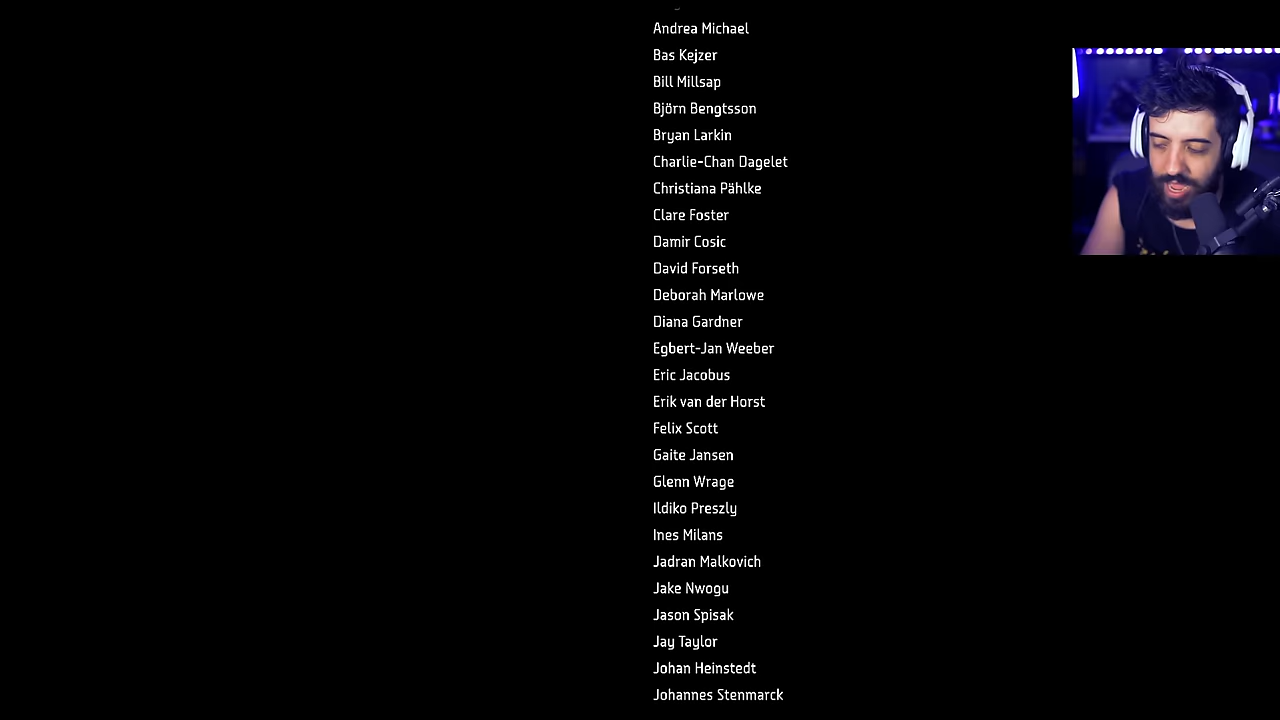 Andrea Michael
Bas Kejzer
Bill Millsap
Björn Bengtsson
Bryan Larkin
Charlie-Chan Dagelet
Christiana Pählke
Clare Foster
Damir Cosic
David Forseth
Deborah Marlowe
Diana Gardner
Egbert-Jan Weeber
Eric Jacobus
Erik van der Horst
Felix Scott
Gaite Jansen
Glenn Wrage
Ildiko Preszly
Ines Milans
Jadran Malkovich
Jake Nwogu
Jason Spisak
Jay Taylor
Johan Heinstedt
Johannes Stenmarck